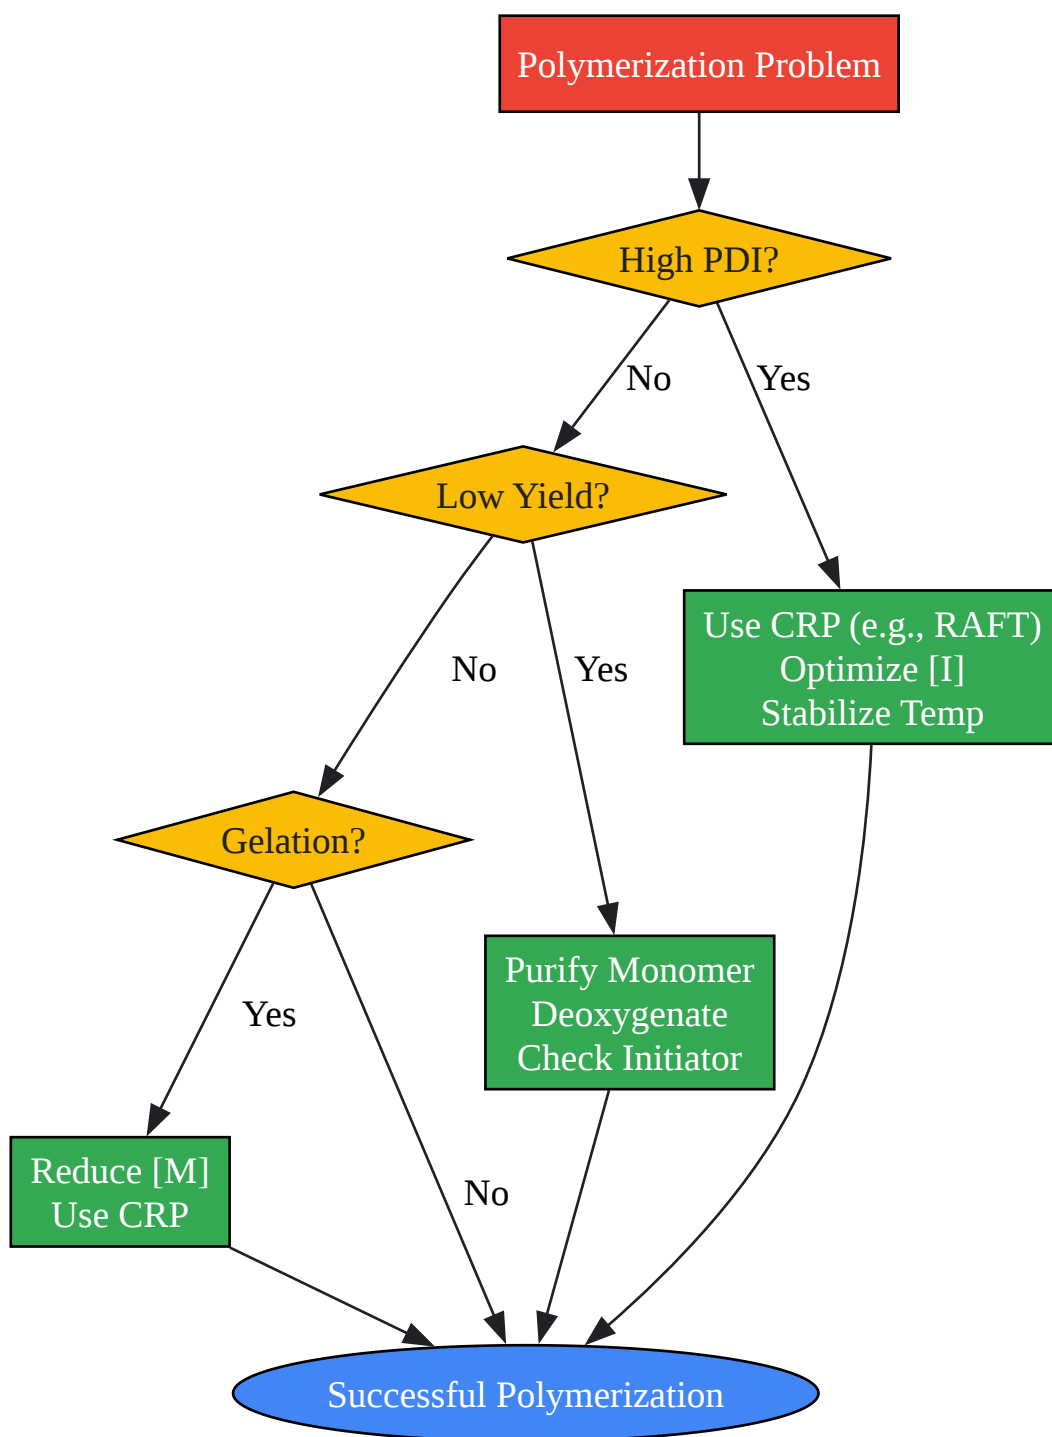 Polymerization Problem
High PDI?
No
Yes
Low Yield?
Use CRP (e.g., RAFT)
Optimize [I]
Stabilize Temp
No
Yes
Gelation?
Purify Monomer
Deoxygenate
Check Initiator
Yes
Reduce [M]
Use CRP
No
Successful Polymerization